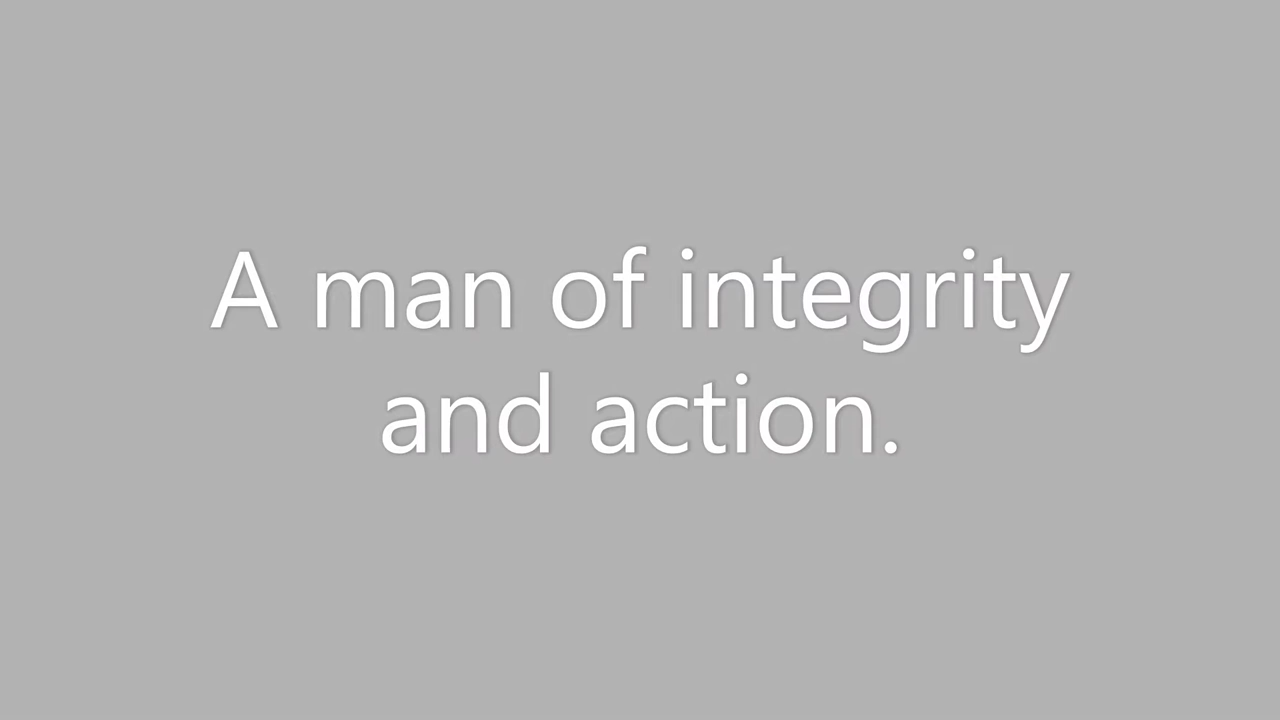 A man of integrity
and action.